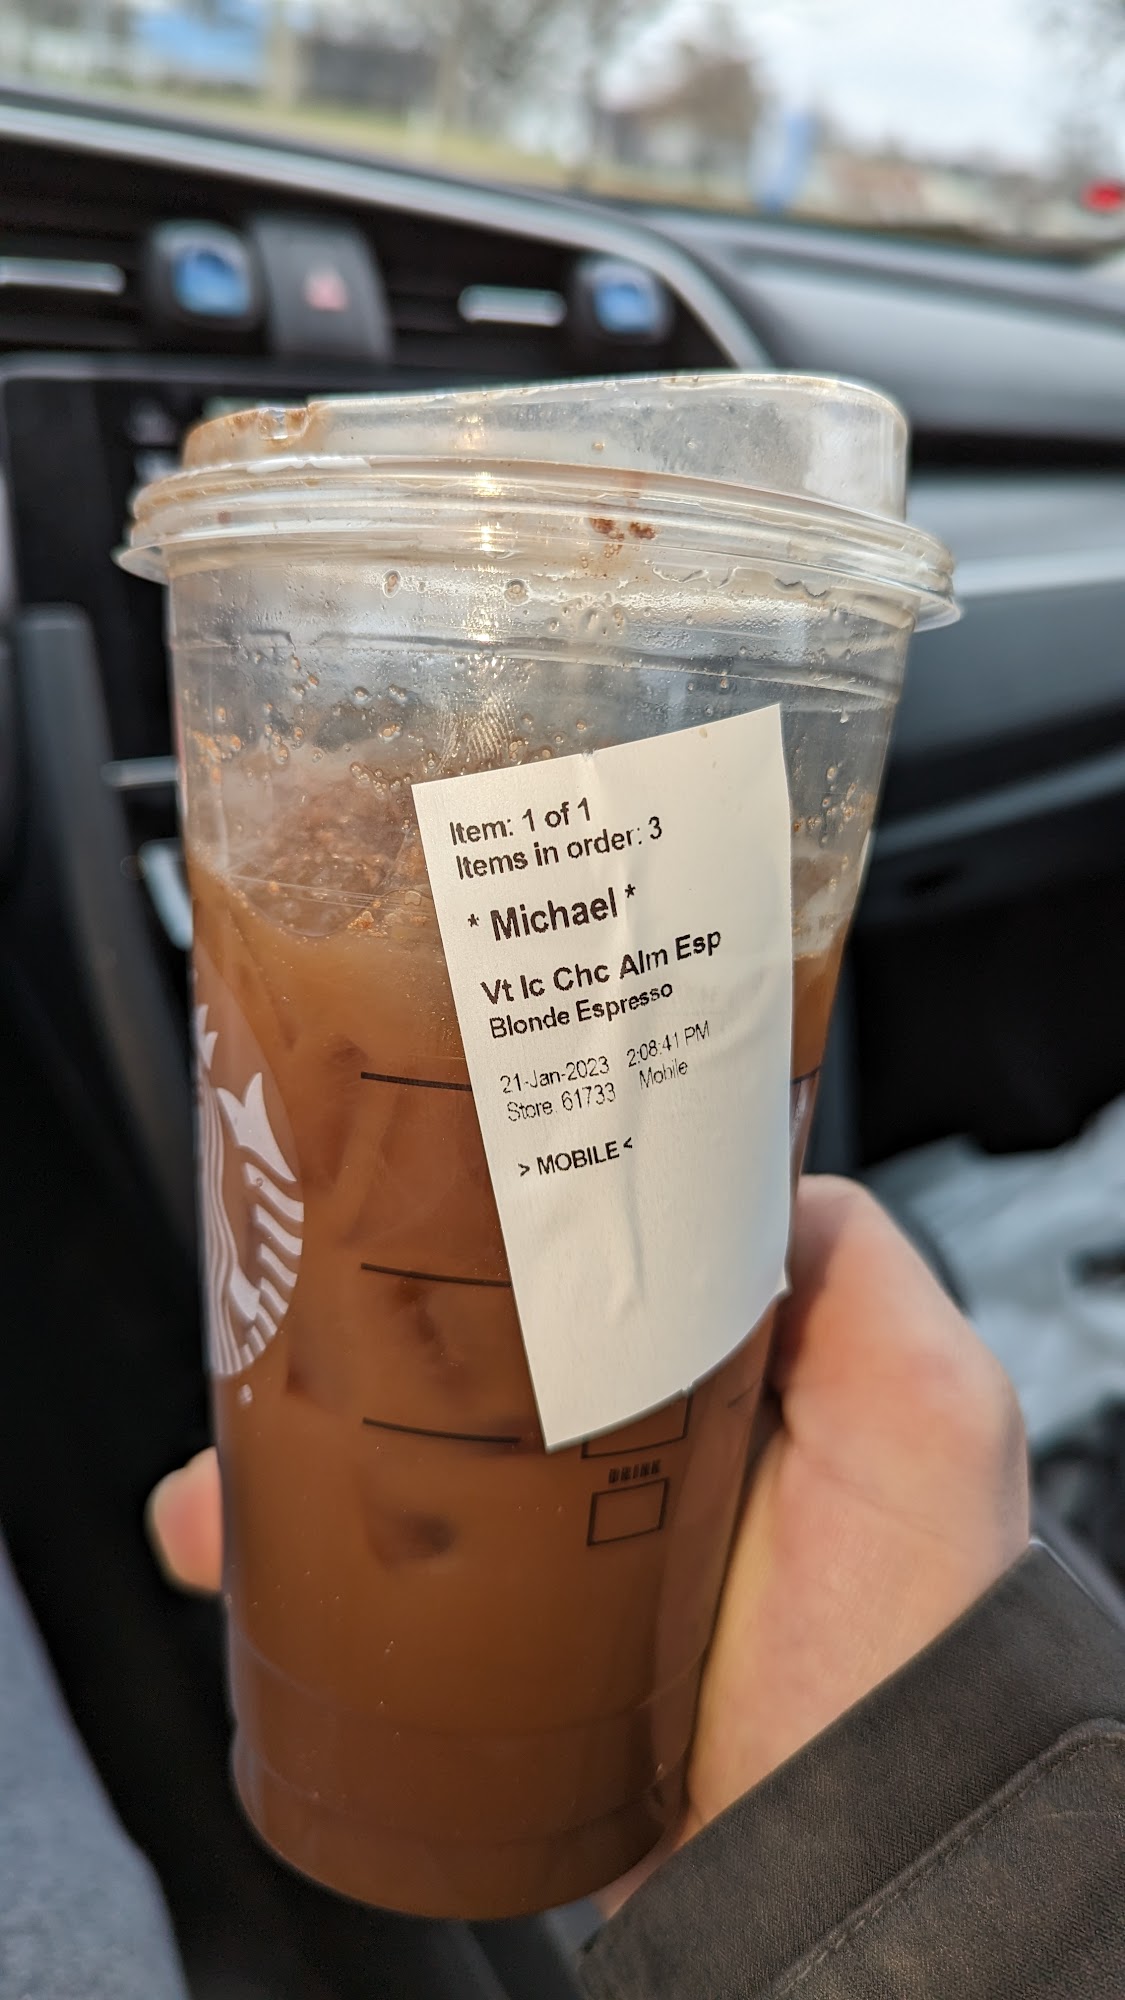 Item: 1 of 1
Items in order: 3
* Michael *
Vt Ic Chc Alm Esp
Blonde Espresso
21-Jan-2023 2:08:41 PM
Store: 61733 Mobile
> MOBILE <
DRINK